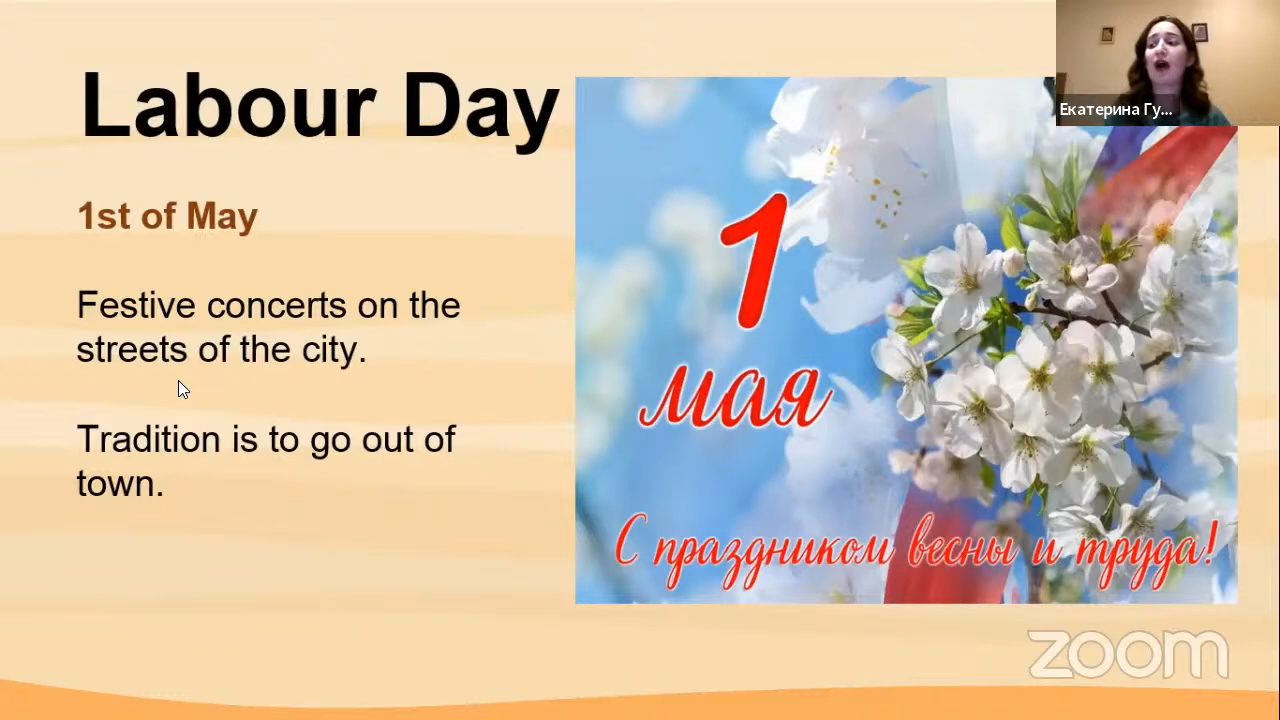 Labour Day
1st of May
Festive concerts on the
streets of the city.
Tradition is to go out of
town.
1
мая
С праздником весны и труда!
Екатерина Гу...
zoom